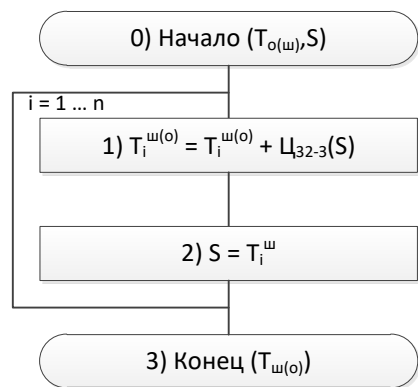 0) Начало (Tо(ш),S)
i = 1 ... n
1) Tiш(о) = Tiш(о) + Ц32-3(S)
2) S = Tiш
3) Конец (Tш(о))